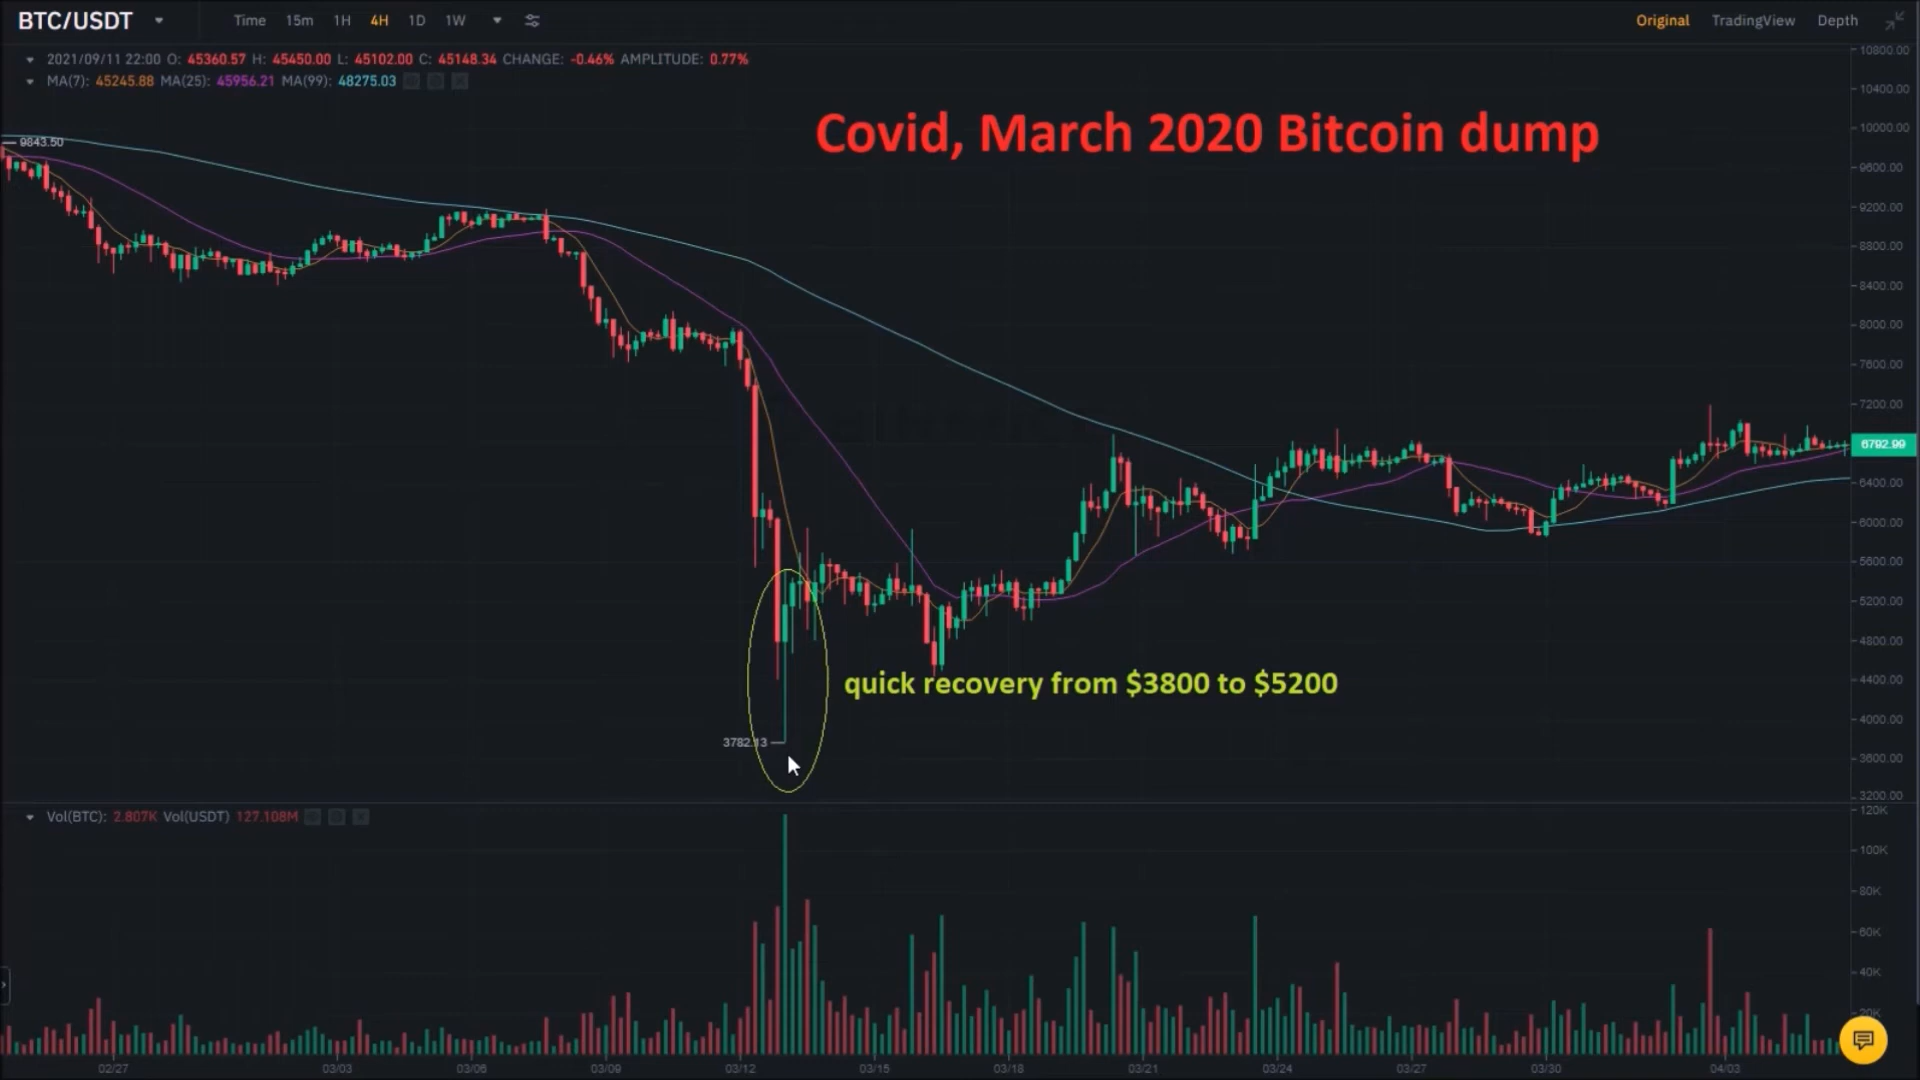 BTC/USDT Time 15m 1H 4H 1D 1W Original TradingView Depth
2021/09/11 22:00 O: 45360.57 H: 45450.00 L: 45102.00 C: 45148.34 CHANGE: -0.46% AMPLITUDE: 0.77%
MA(7): 45245.88 MA(25): 45956.21 MA(99): 48275.03
Covid, March 2020 Bitcoin dump
9843.50
quick recovery from $3800 to $5200
3782.13
10800.00
10400.00
10000.00
9600.00
9200.00
8800.00
8400.00
8000.00
7600.00
7200.00
6792.99
6400.00
6000.00
5600.00
5200.00
4800.00
4400.00
4000.00
3600.00
3200.00
Vol(BTC): 2.807K Vol(USDT) 127.108M
120K
100K
80K
60K
40K
20K
02/27 03/03 03/06 03/09 03/12 03/15 03/18 03/21 03/24 03/27 03/30 04/03